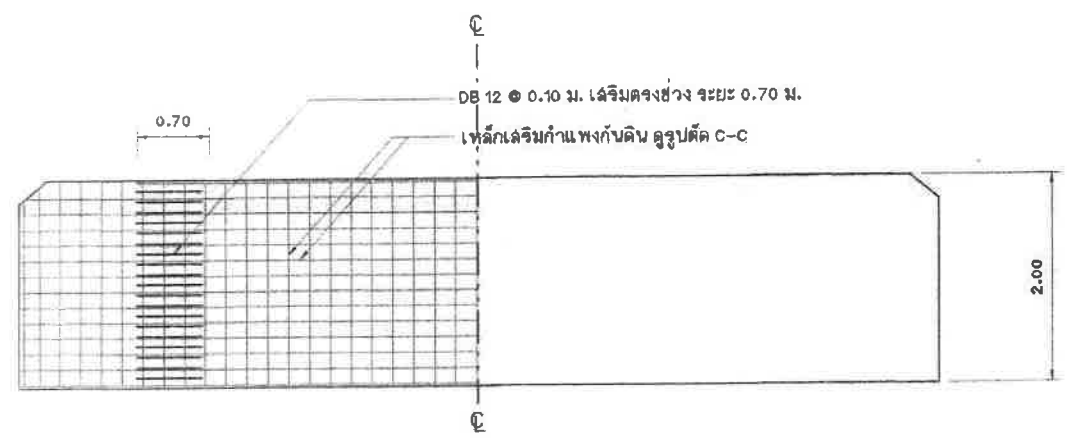 ℄
DB 12 @ 0.10 ม. เสริมตรงช่วง ระยะ 0.70 ม.
0.70
เหล็กเสริมกำแพงกันดิน ดูรูปตัด C-C
2.00
℄